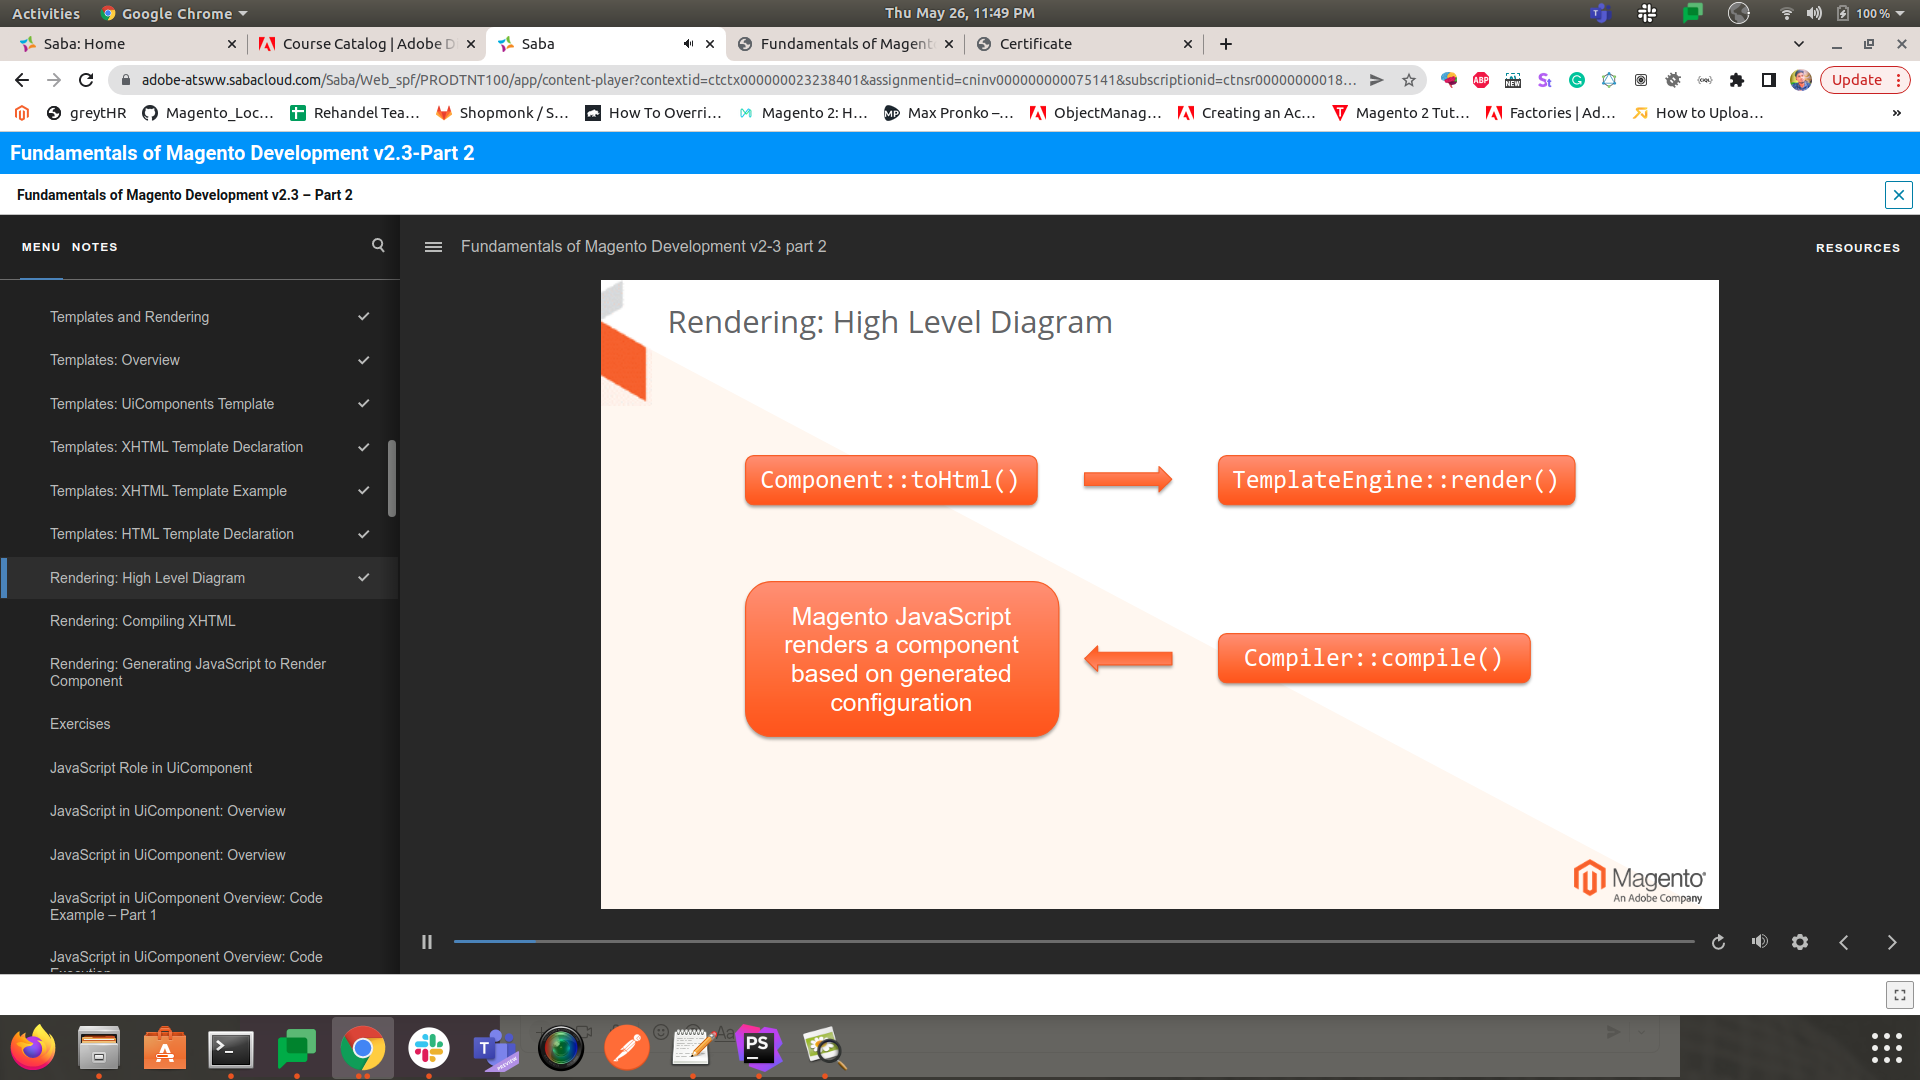 Activities
Google Chrome
Thu May 26, 11:49 PM
100 %
Saba: Home
Course Catalog | Adobe D
Saba
Fundamentals of Magent
Certificate
adobe-atsww.sabacloud.com/Saba/Web_spf/PRODTNT100/app/content-player?contextid=ctctx000000023238401&assignmentid=cninv000000000075141&subscriptionid=ctnsr00000000018...
ABP
NEW
St
Update
greytHR
Magento_Loc...
Rehandel Tea...
Shopmonk / S...
How To Overri...
Magento 2: H...
MP
Max Pronko –...
ObjectManag...
Creating an Ac...
Magento 2 Tut...
Factories | Ad...
How to Uploa...
»
Fundamentals of Magento Development v2.3-Part 2
Fundamentals of Magento Development v2.3 – Part 2
MENU NOTES
Fundamentals of Magento Development v2-3 part 2
RESOURCES
Templates and Rendering
Templates: Overview
Templates: UiComponents Template
Templates: XHTML Template Declaration
Templates: XHTML Template Example
Templates: HTML Template Declaration
Rendering: High Level Diagram
Rendering: Compiling XHTML
Rendering: Generating JavaScript to Render
Component
Exercises
JavaScript Role in UiComponent
JavaScript in UiComponent: Overview
JavaScript in UiComponent: Overview
JavaScript in UiComponent Overview: Code
Example – Part 1
JavaScript in UiComponent Overview: Code
Rendering: High Level Diagram
Component::toHtml()
TemplateEngine::render()
Magento JavaScript
renders a component
based on generated
configuration
Compiler::compile()
Magento
An Adobe Company
Aa
T
PREVIEW
PS